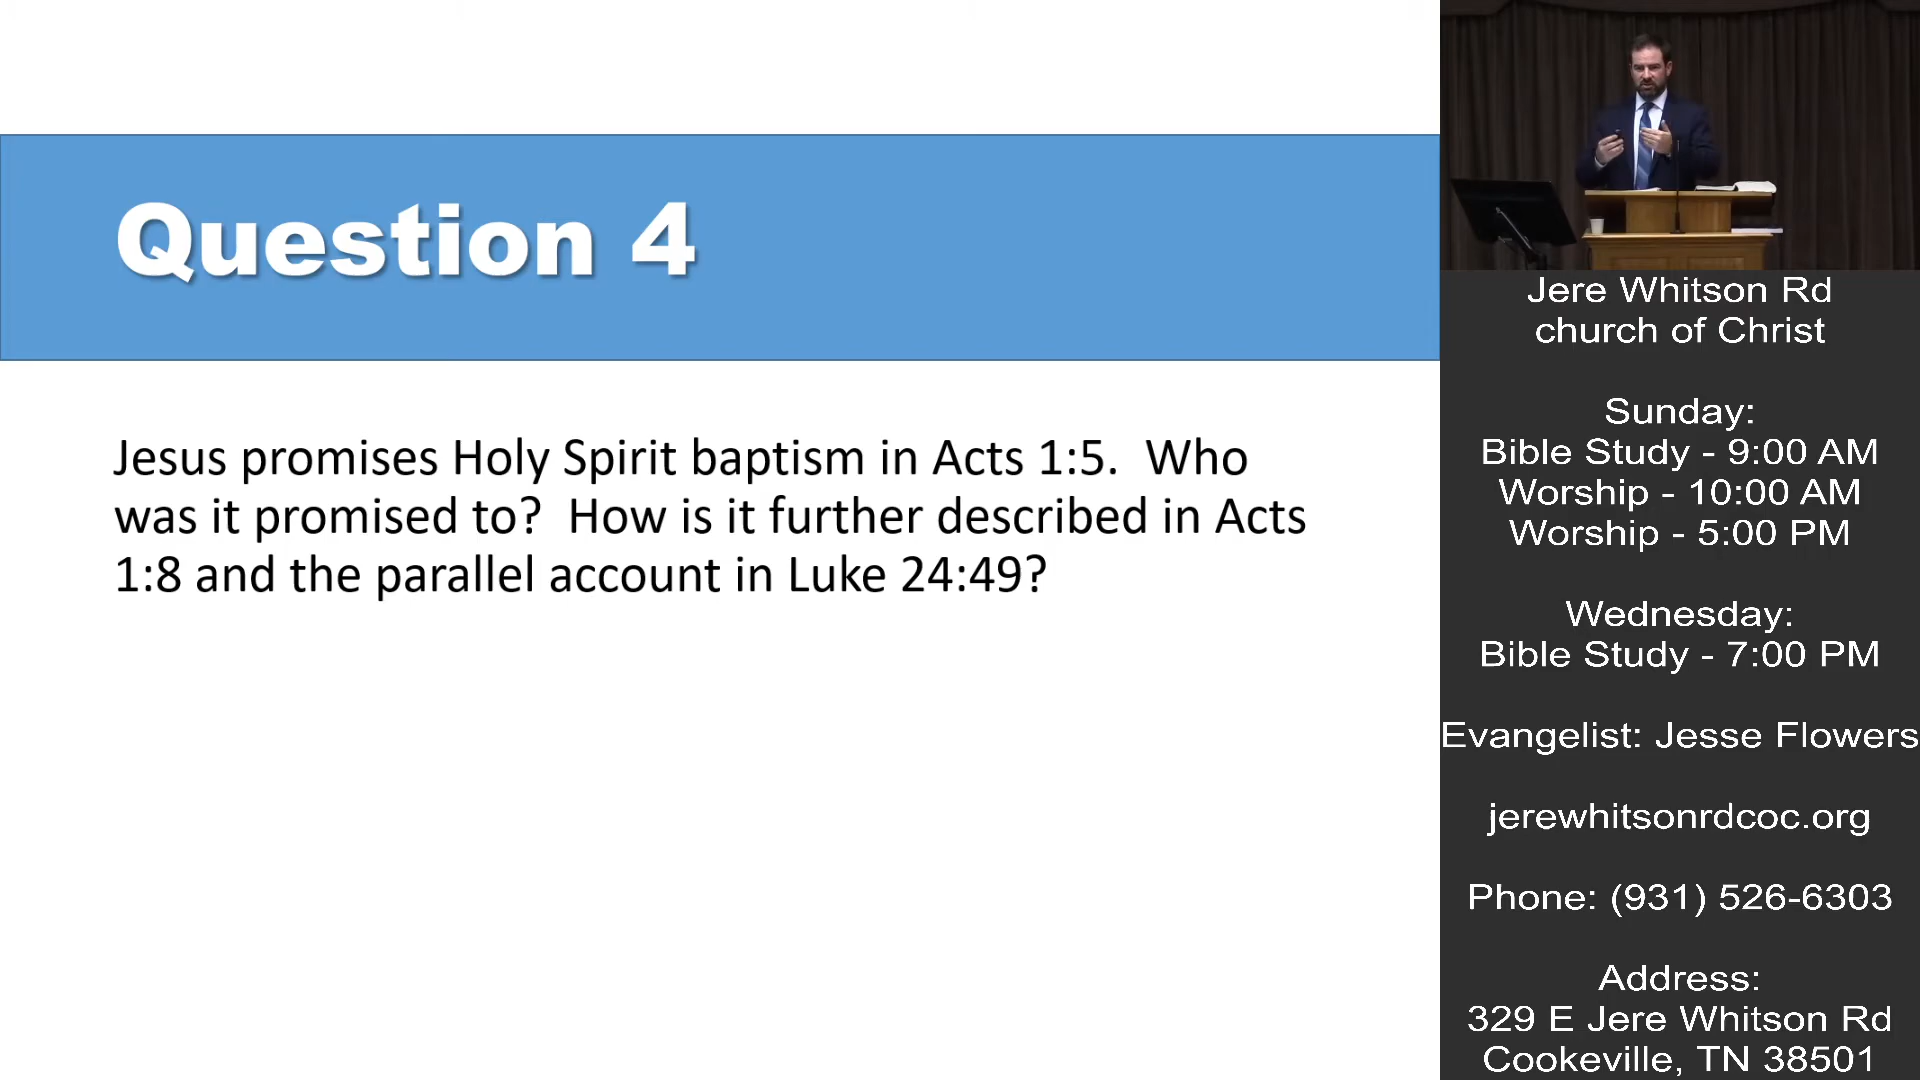 Question 4
Jesus promises Holy Spirit baptism in Acts 1:5.  Who
was it promised to?  How is it further described in Acts
1:8 and the parallel account in Luke 24:49?
Jere Whitson Rd
church of Christ
Sunday:
Bible Study - 9:00 AM
Worship - 10:00 AM
Worship - 5:00 PM
Wednesday:
Bible Study - 7:00 PM
Evangelist: Jesse Flowers
jerewhitsonrdcoc.org
Phone: (931) 526-6303
Address:
329 E Jere Whitson Rd
Cookeville, TN 38501